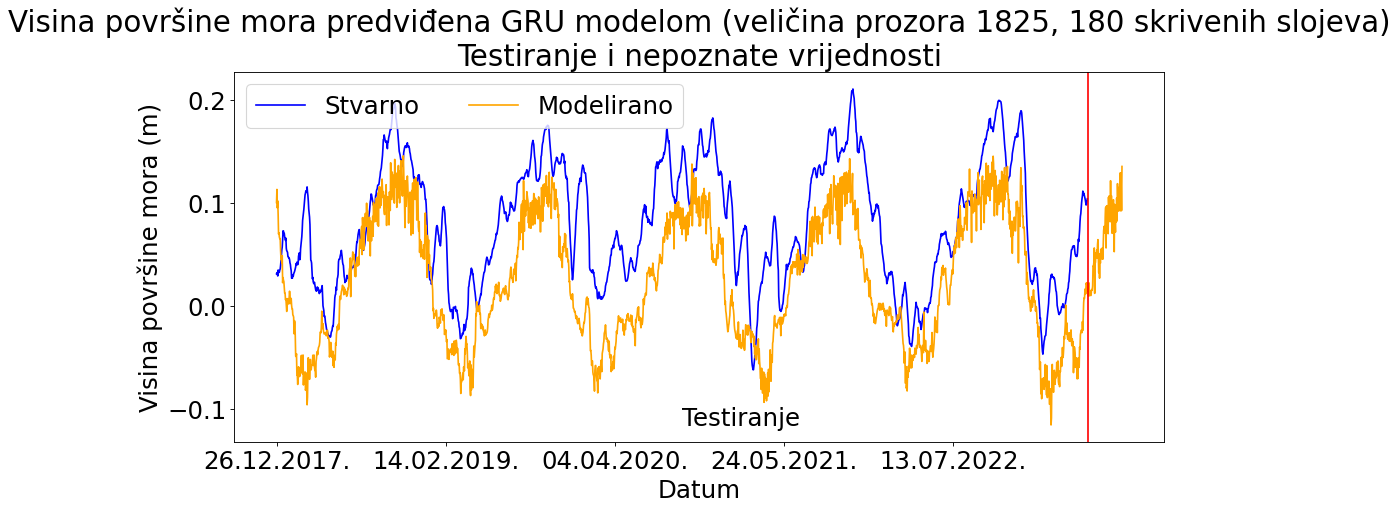 Visina površine mora predviđena GRU modelom (veličina prozora 1825, 180 skrivenih slojeva)
Testiranje i nepoznate vrijednosti
Stvarno Modelirano
Visina površine mora (m)
0.2
0.1
0.0
−0.1
Testiranje
26.12.2017. 14.02.2019. 04.04.2020. 24.05.2021. 13.07.2022.
Datum